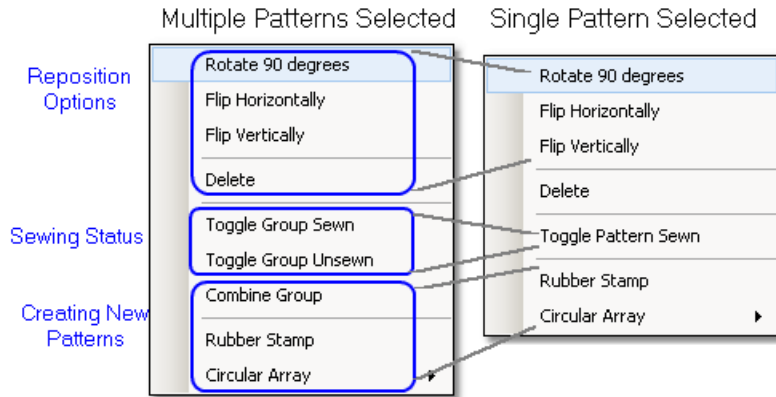 Multiple Patterns Selected
Single Pattern Selected
Reposition
Options
Rotate 90 degrees
Flip Horizontally
Flip Vertically
Delete
Sewing Status
Toggle Group Sewn
Toggle Group Unsewn
Creating New
Patterns
Combine Group
Rubber Stamp
Circular Array
Rotate 90 degrees
Flip Horizontally
Flip Vertically
Delete
Toggle Pattern Sewn
Rubber Stamp
Circular Array